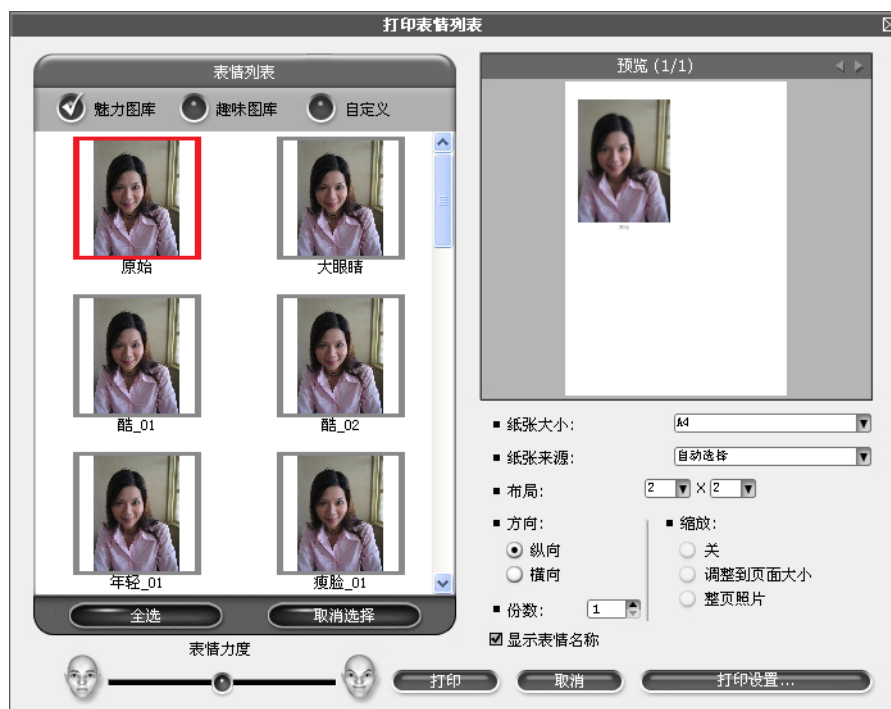 打印表情列表
表情列表
魅力图库 趣味图库 自定义
原始 大眼睛
酷_01 酷_02
年轻_01 瘦脸_01
全选 取消选择
表情力度
预览 (1/1)
原始
▪ 纸张大小: A4
▪ 纸张来源: 自动选择
▪ 布局: 2 X 2
▪ 方向: ▪ 缩放:
纵向 关
横向 调整到页面大小
整页照片
▪ 份数: 1
显示表情名称
打印 取消 打印设置...